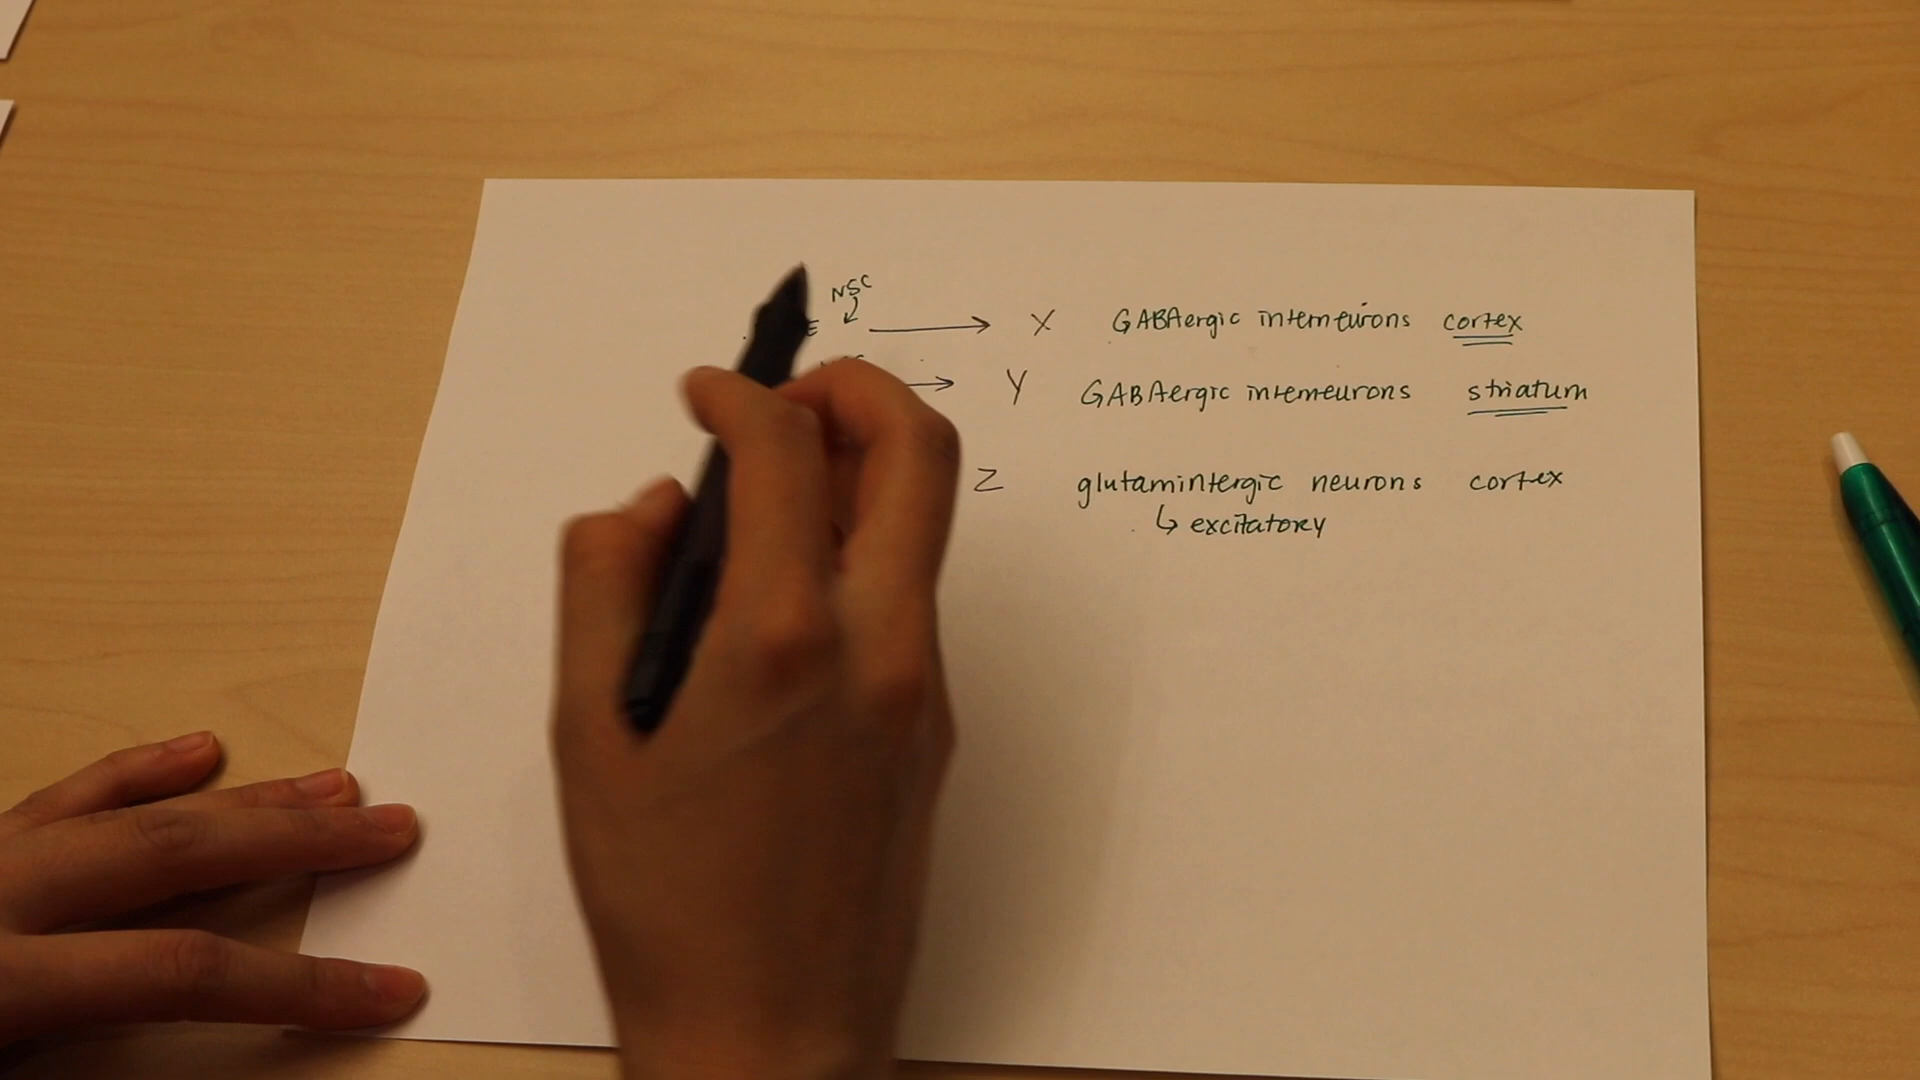 NSC
E → X GABAergic interneurons cortex
→ Y GABAergic interneurons striatum
Z glutamintergic neurons cortex
↳ excitatory